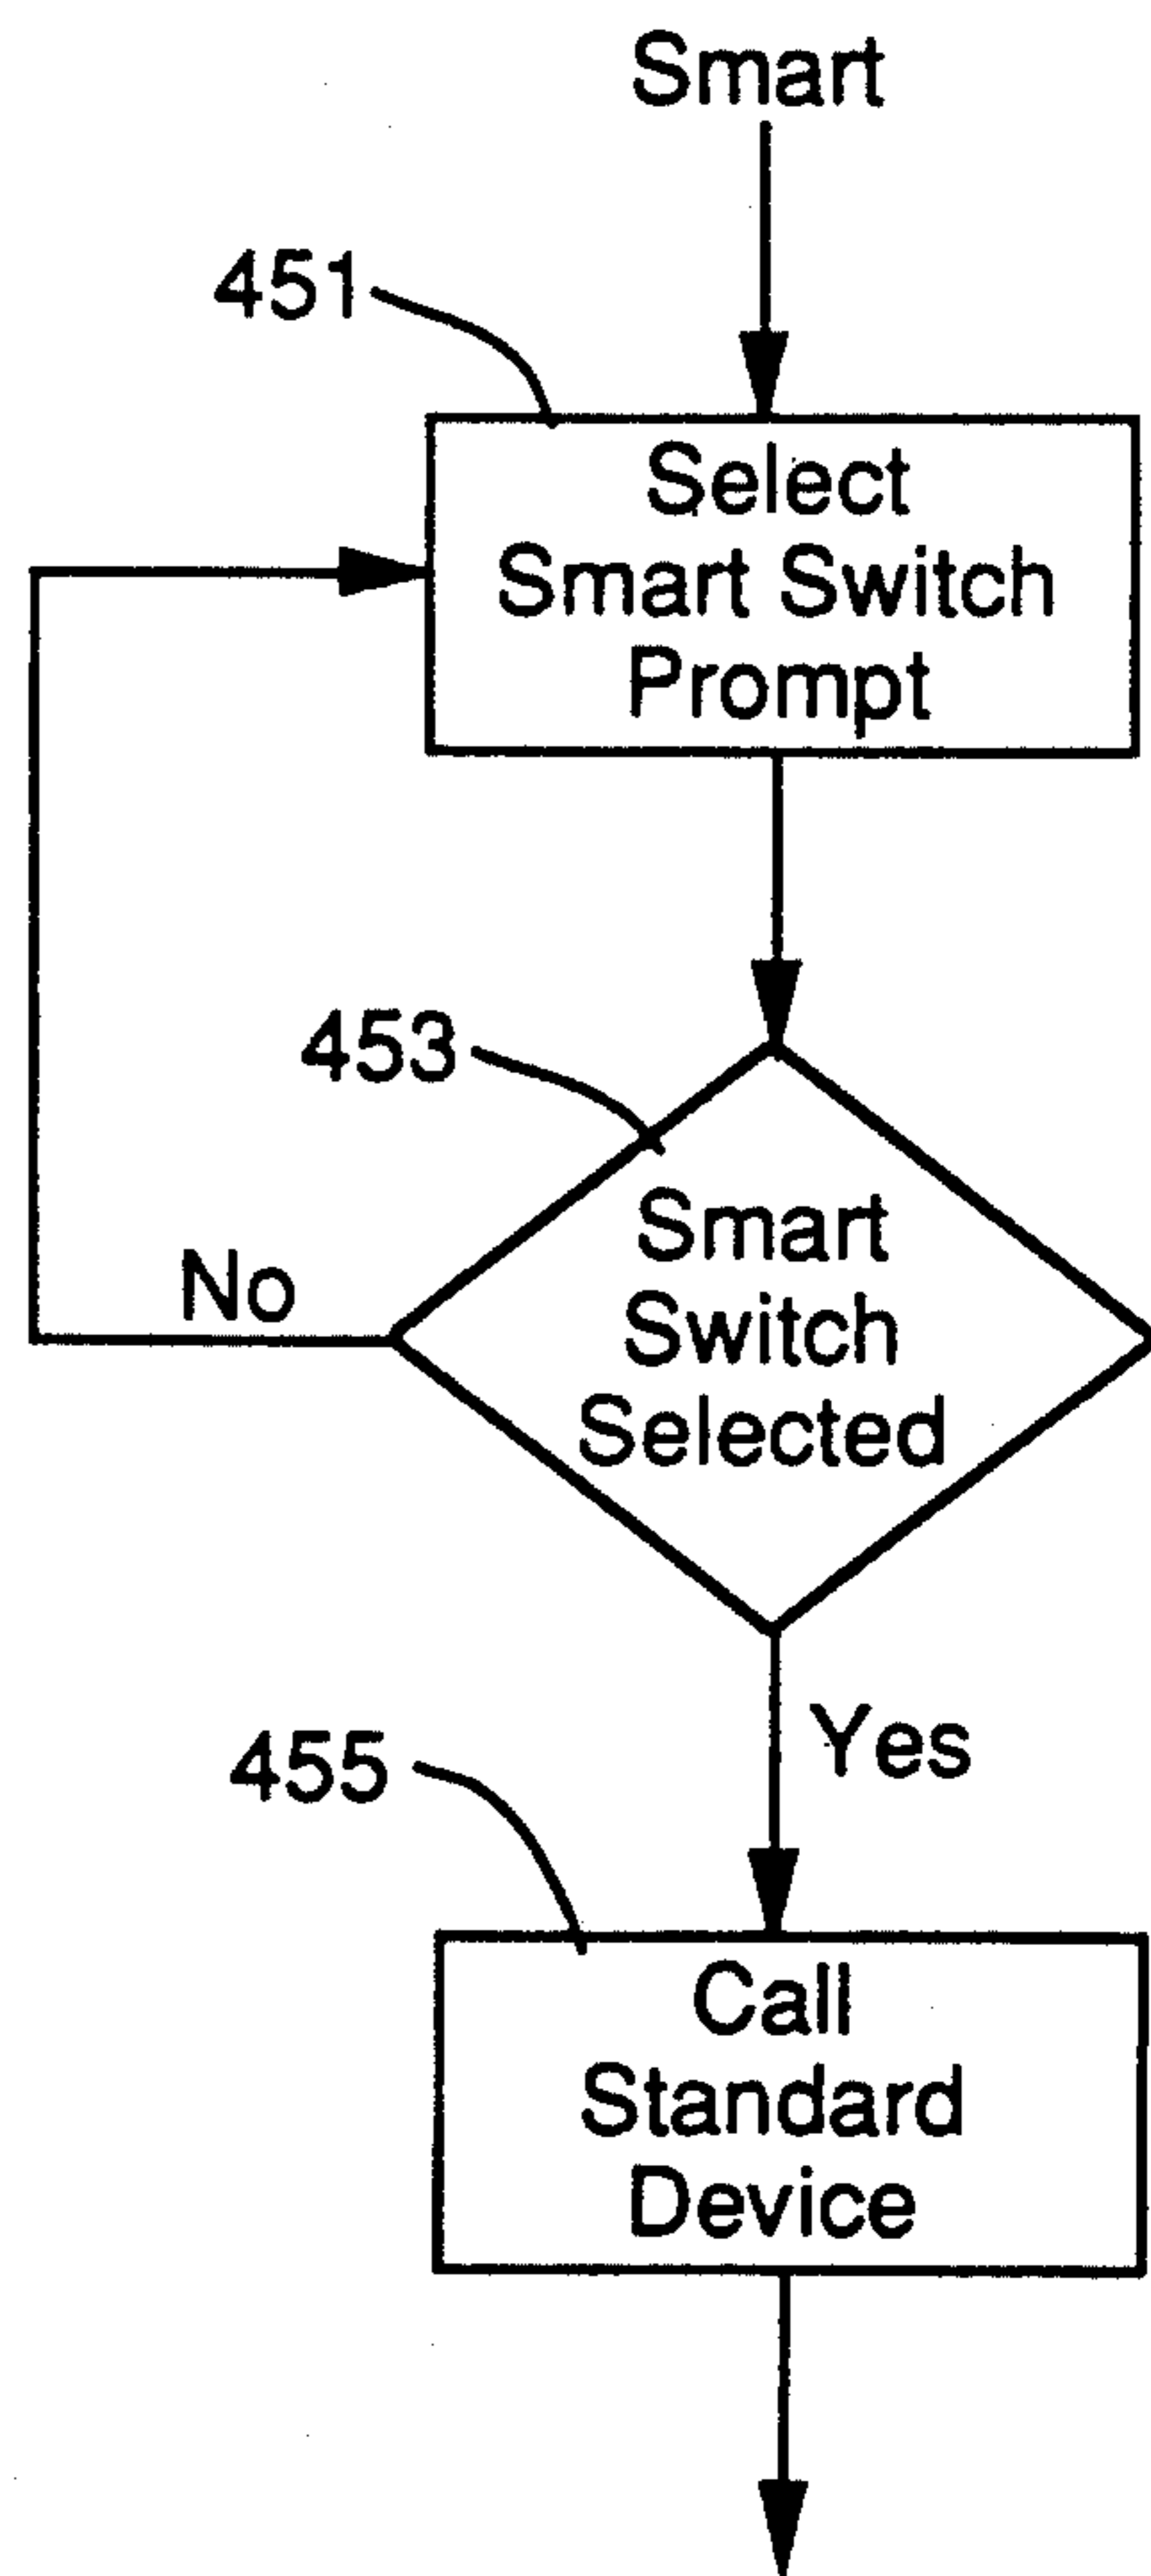 Smart
451
Select
Smart Switch
Prompt
453
Smart
Switch
Selected
No
Yes
455
Call
Standard
Device